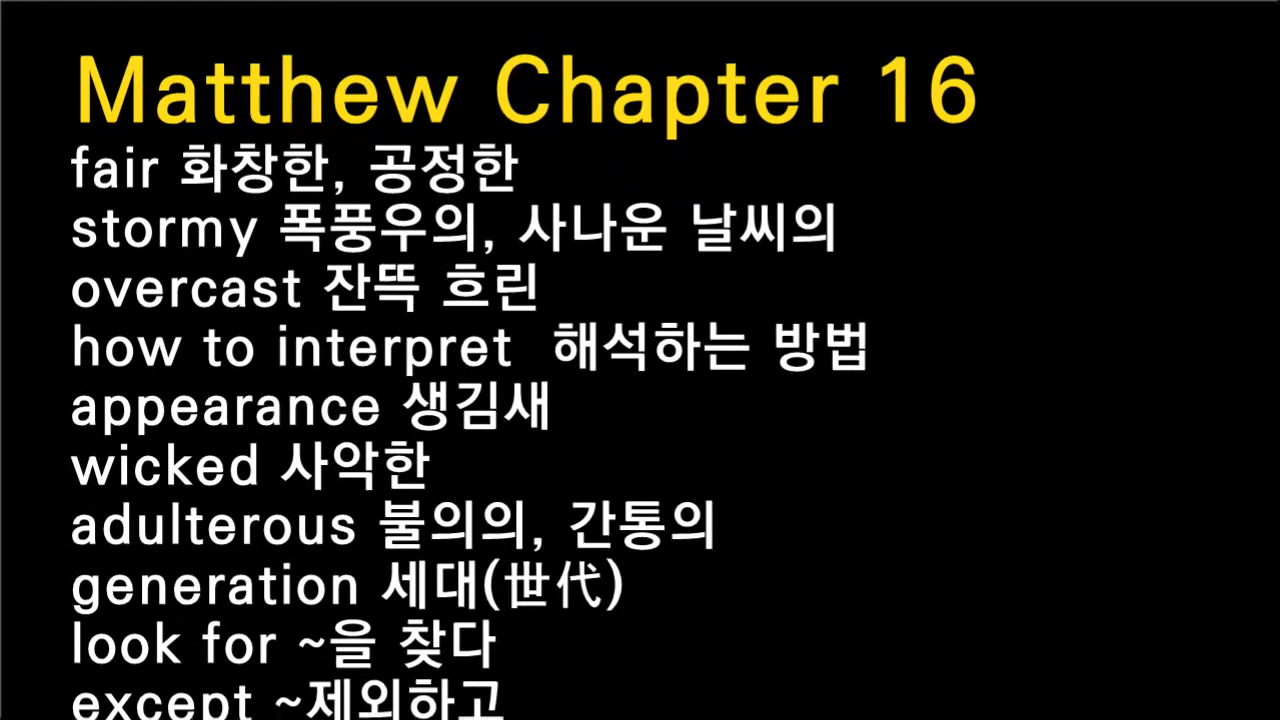 Matthew Chapter 16
fair 화창한, 공정한
stormy 폭풍우의, 사나운 날씨의
overcast 잔뜩 흐린
how to interpret  해석하는 방법
appearance 생김새
wicked 사악한
adulterous 불의의, 간통의
generation 세대(世代)
look for ~을 찾다
except ~제외하고